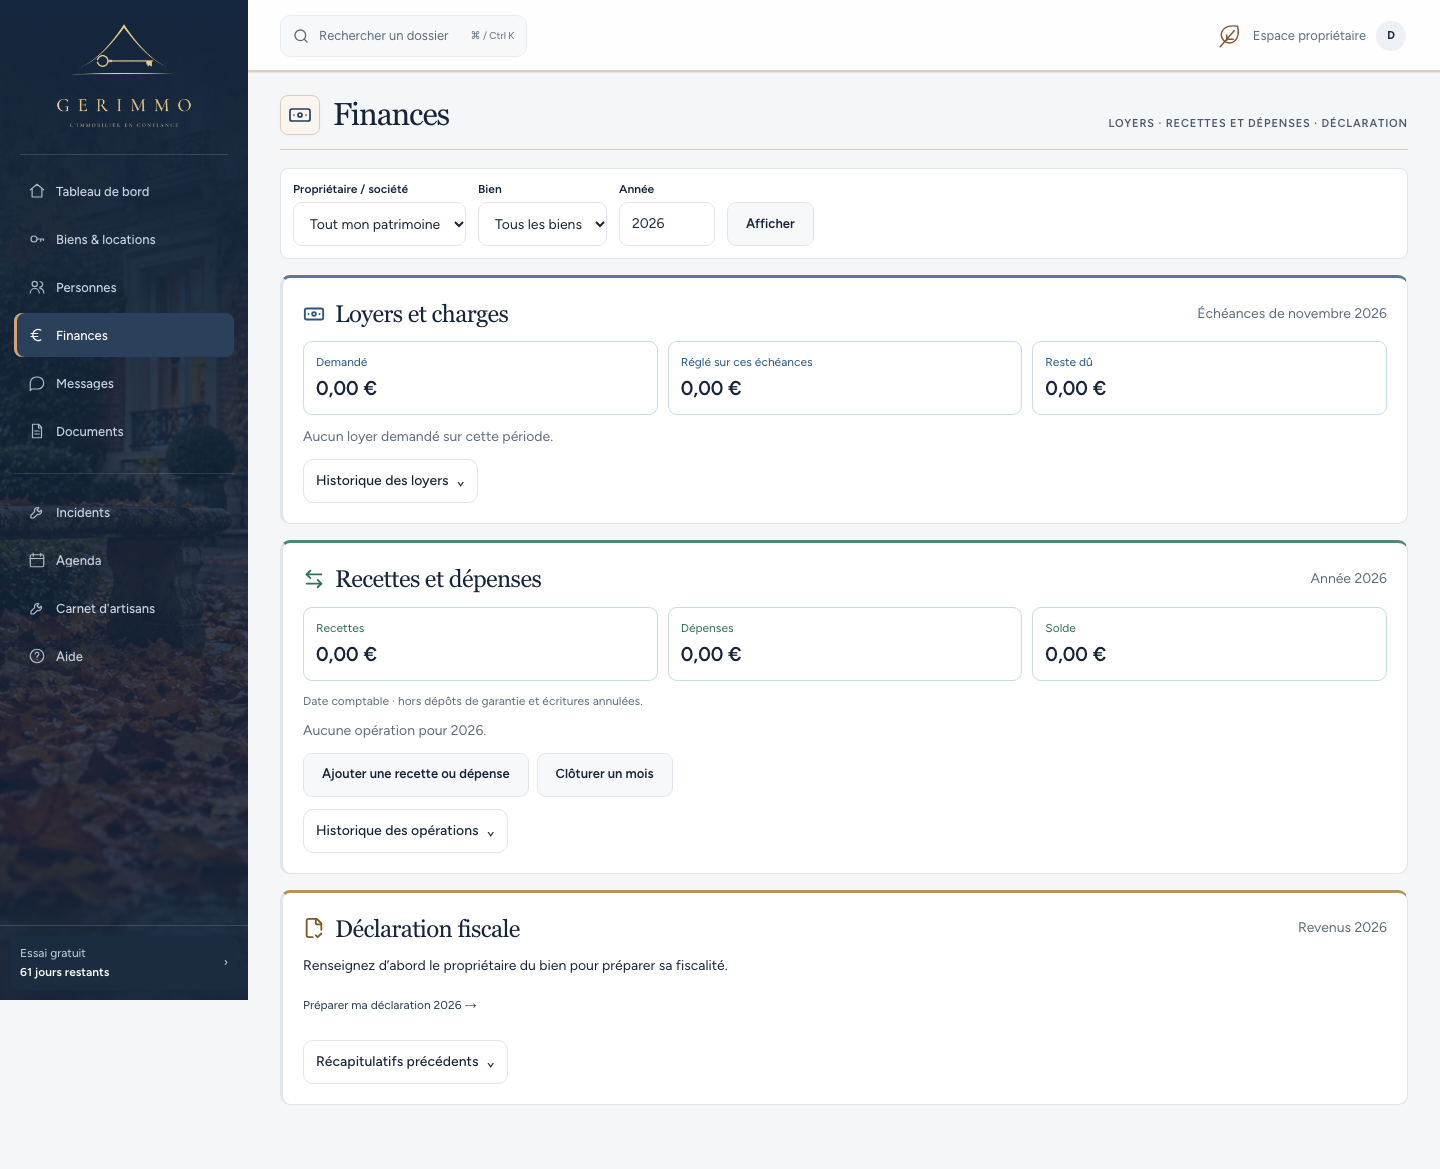 GERIMMO
L'IMMOBILIER EN CONFIANCE
Tableau de bord
Biens & locations
Personnes
Finances
Messages
Documents
Incidents
Agenda
Carnet d'artisans
Aide
Essai gratuit
61 jours restants
Rechercher un dossier ⌘ / Ctrl K
Espace propriétaire D
Finances
LOYERS · RECETTES ET DÉPENSES · DÉCLARATION
Propriétaire / société Bien Année
Tout mon patrimoine Tous les biens 2026 Afficher
Loyers et charges Échéances de novembre 2026
Demandé Réglé sur ces échéances Reste dû
0,00 € 0,00 € 0,00 €
Aucun loyer demandé sur cette période.
Historique des loyers
Recettes et dépenses Année 2026
Recettes Dépenses Solde
0,00 € 0,00 € 0,00 €
Date comptable · hors dépôts de garantie et écritures annulées.
Aucune opération pour 2026.
Ajouter une recette ou dépense Clôturer un mois
Historique des opérations
Déclaration fiscale Revenus 2026
Renseignez d’abord le propriétaire du bien pour préparer sa fiscalité.
Préparer ma déclaration 2026 →
Récapitulatifs précédents